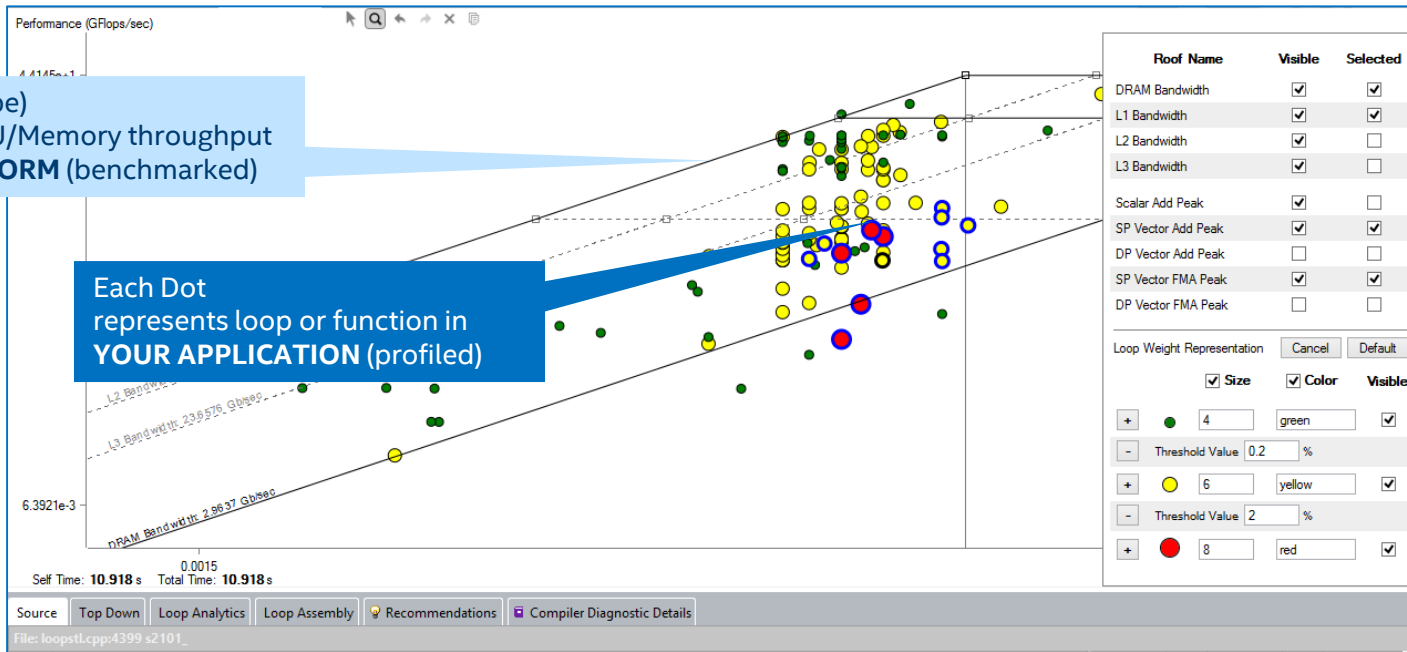 Performance (GFlops/sec)
4.4145e+1
pe)
U/Memory throughput
ORM (benchmarked)
Each Dot
represents loop or function in
YOUR APPLICATION (profiled)
L2 Bandwidth
L3 Bandwidth: 23.6576 Gb/sec
6.3921e-3
DRAM Bandwidth: 2.9637 Gb/sec
0.0015
Self Time: 10.918 s Total Time: 10.918 s
Roof Name Visible Selected
DRAM Bandwidth
L1 Bandwidth
L2 Bandwidth
L3 Bandwidth
Scalar Add Peak
SP Vector Add Peak
DP Vector Add Peak
SP Vector FMA Peak
DP Vector FMA Peak
Loop Weight Representation Cancel Default
Size Color Visible
+ 4 green
- Threshold Value 0.2 %
+ 6 yellow
- Threshold Value 2 %
+ 8 red
Source Top Down Loop Analytics Loop Assembly Recommendations Compiler Diagnostic Details
File: loopstl.cpp:4399 s2101_